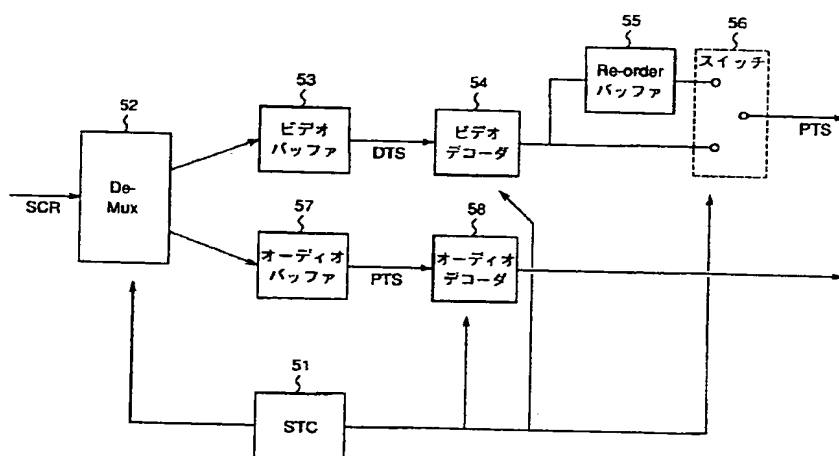 52
De-
Mux
SCR
53
ビデオ
バッファ
DTS
54
ビデオ
デコーダ
55
Re-order
バッファ
56
スイッチ
PTS
57
オーディオ
バッファ
PTS
58
オーディオ
デコーダ
51
STC